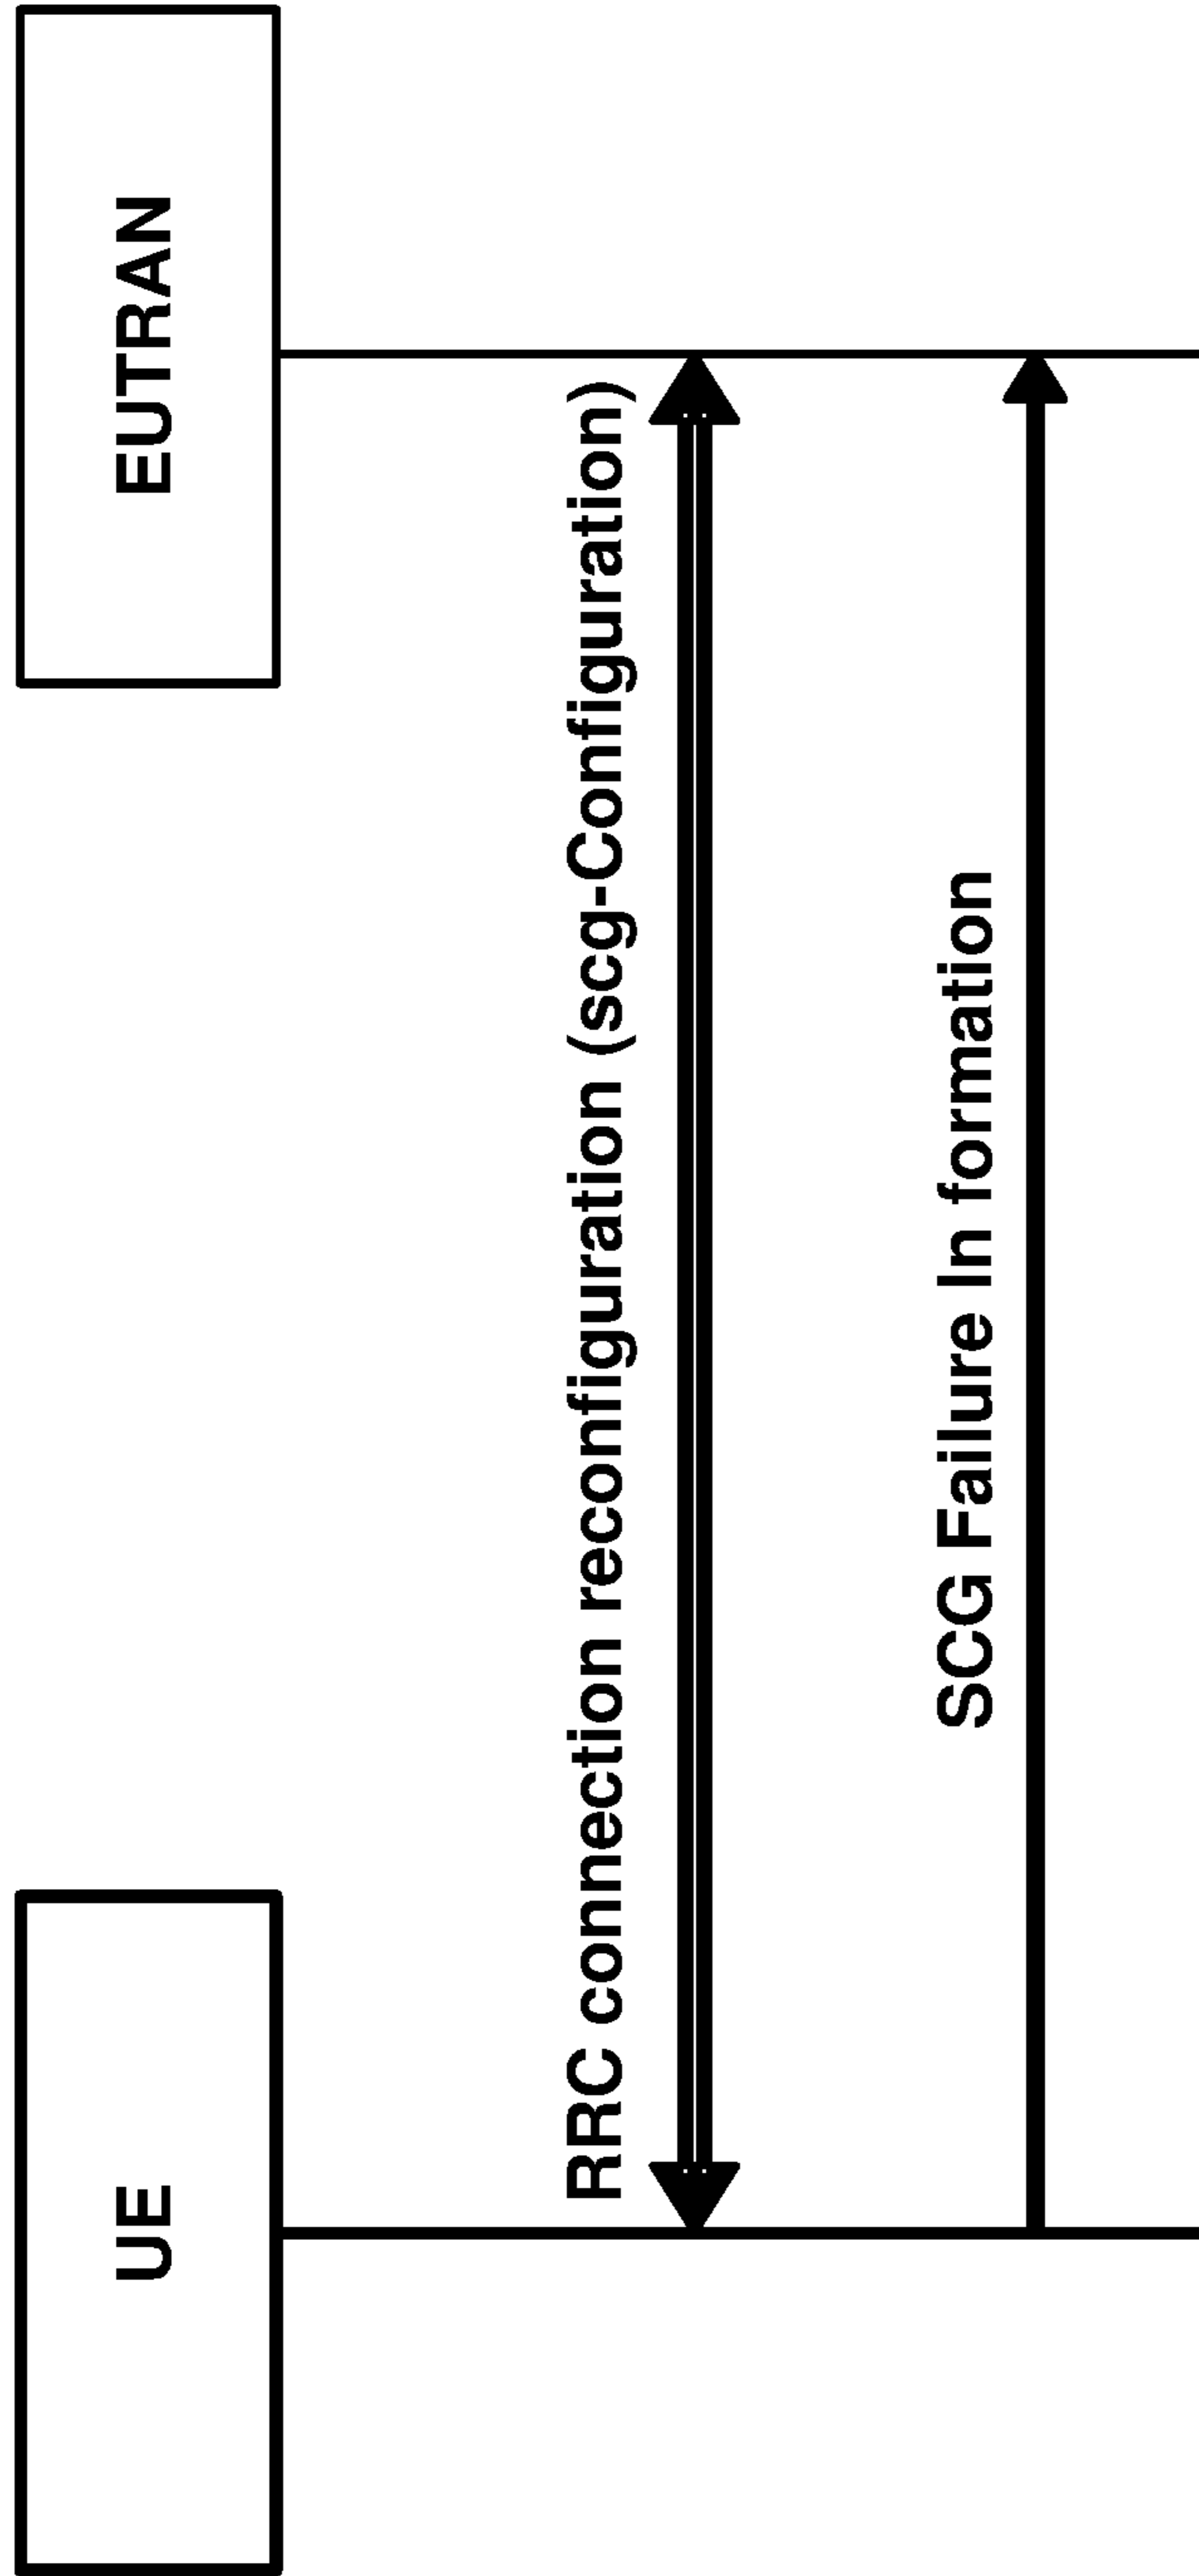 UE
EUTRAN
RRC connection reconfiguration (scg-Configuration)
SCG Failure In formation